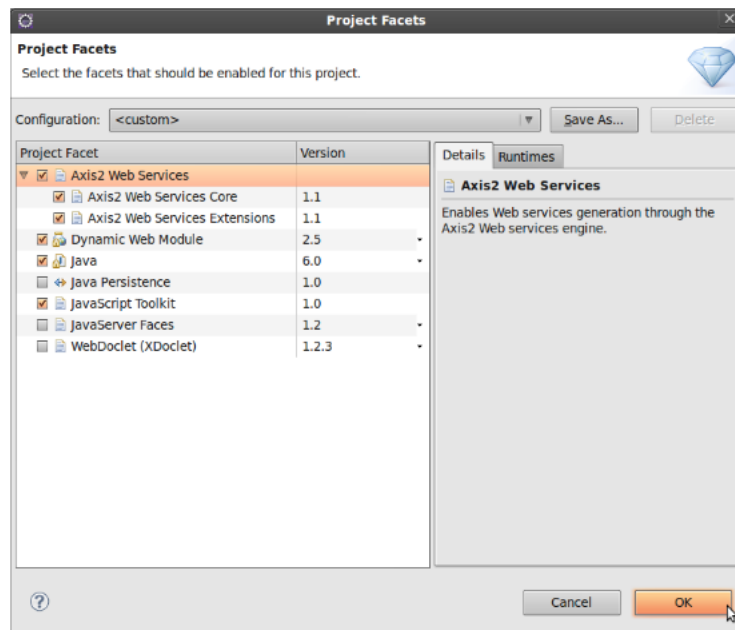 Project Facets
Project Facets
Select the facets that should be enabled for this project.
Configuration: <custom> Save As... Delete
Project Facet Version
Axis2 Web Services
Axis2 Web Services Core 1.1
Axis2 Web Services Extensions 1.1
Dynamic Web Module 2.5
Java 6.0
Java Persistence 1.0
JavaScript Toolkit 1.0
JavaServer Faces 1.2
WebDoclet (XDoclet) 1.2.3
Details Runtimes
Axis2 Web Services
Enables Web services generation through the
Axis2 Web services engine.
? Cancel OK